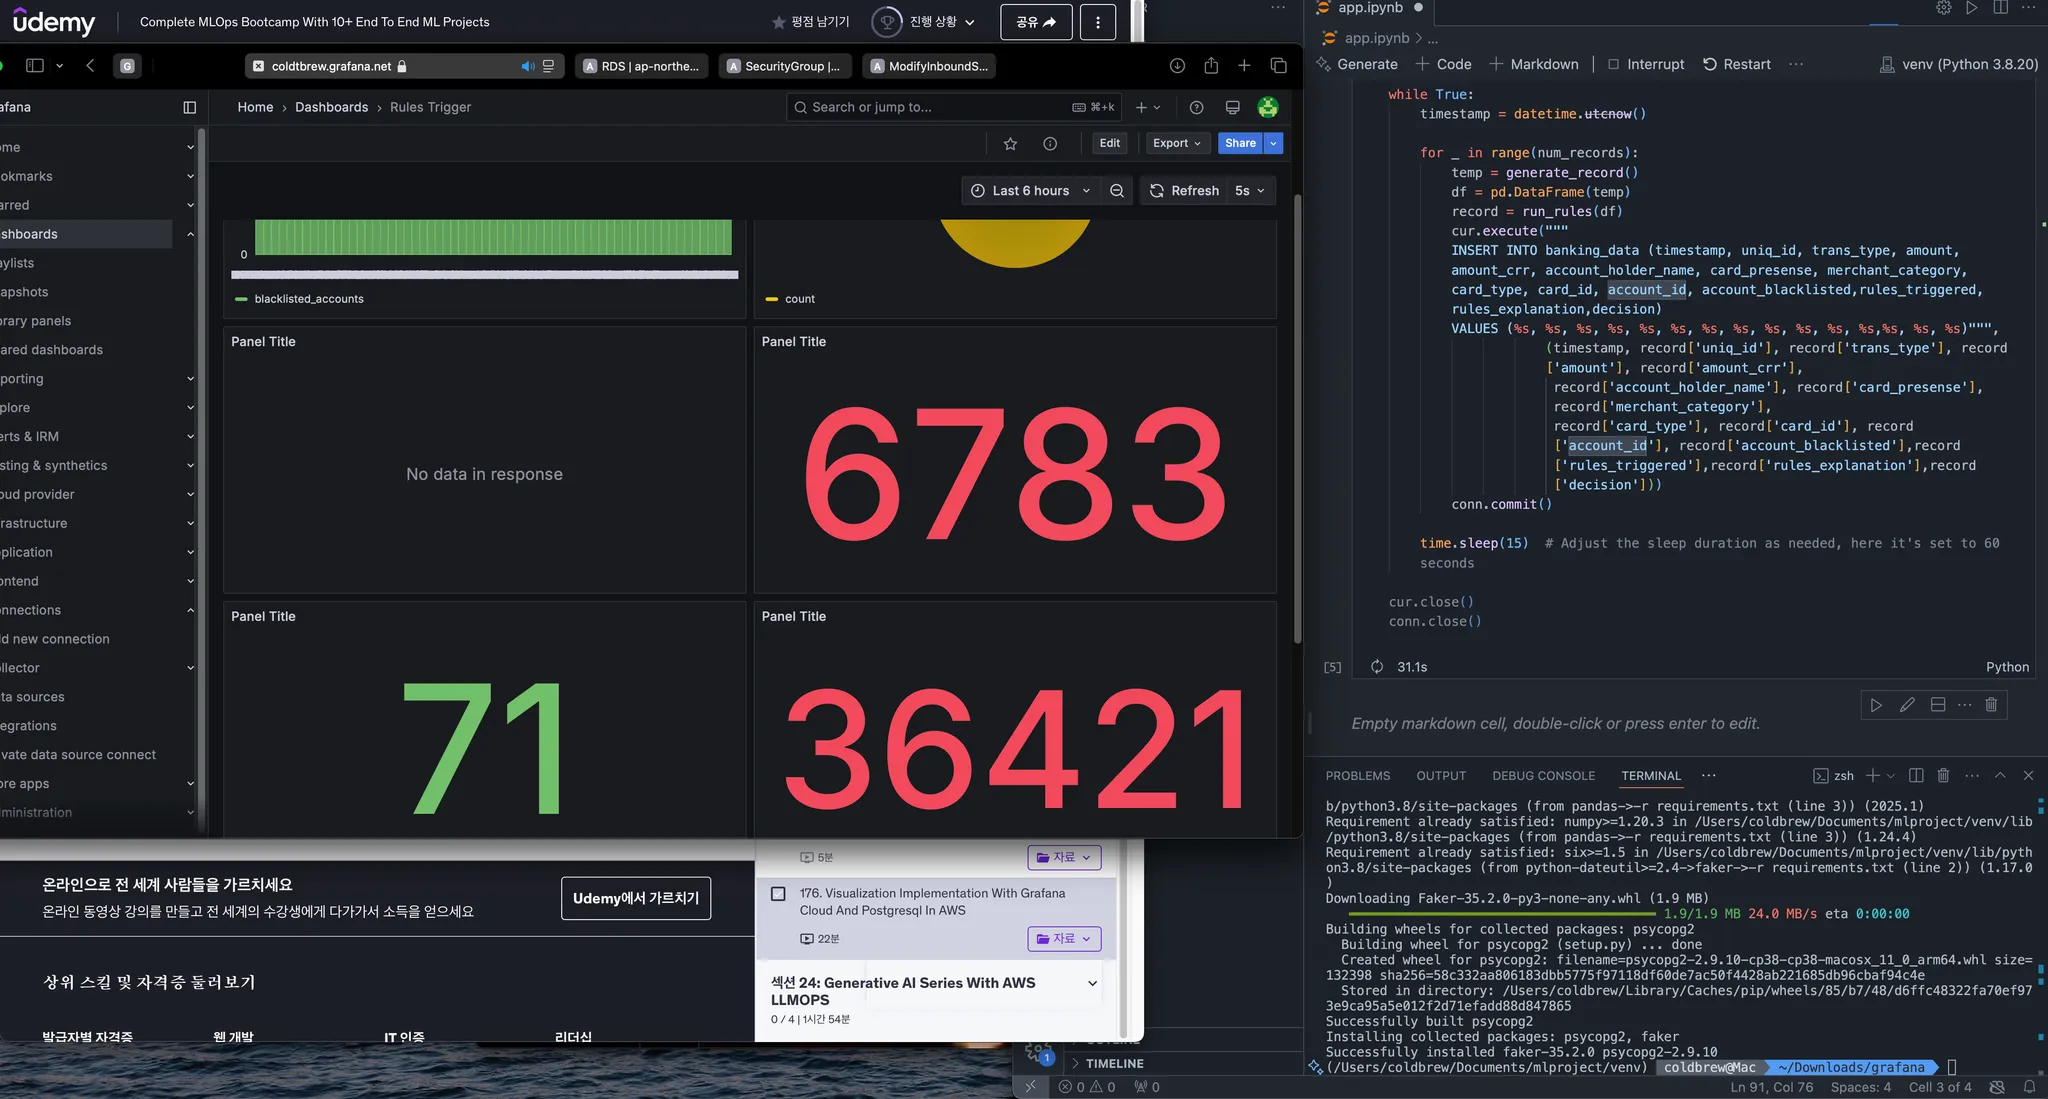 udemy
Complete MLOps Bootcamp With 10+ End To End ML Projects
평점 남기기
진행 상황
공유
G
coldtbrew.grafana.net
A RDS | ap-northe...
A SecurityGroup |...
A ModifyInboundS...
afana
Home > Dashboards > Rules Trigger
Search or jump to...
⌘+k
Edit
Export
Share
Last 6 hours
Refresh
5s
ome
okmarks
arred
ashboards
aylists
apshots
brary panels
ared dashboards
porting
plore
erts & IRM
sting & synthetics
oud provider
frastructure
plication
ontend
onnections
dd new connection
ollector
ata sources
tegrations
ivate data source connect
ore apps
ministration
0
blacklisted_accounts
count
Panel Title
No data in response
Panel Title
6783
Panel Title
71
Panel Title
36421
온라인으로 전 세계 사람들을 가르치세요
온라인 동영상 강의를 만들고 전 세계의 수강생에게 다가가서 소득을 얻으세요
Udemy에서 가르치기
상위 스킬 및 자격증 둘러보기
발급자별 자격증
웹 개발
IT 인증
리더십
5분
자료
176. Visualization Implementation With Grafana
Cloud And Postgresql In AWS
22분
자료
섹션 24: Generative AI Series With AWS
LLMOPS
0 / 4 | 1시간 54분
app.ipynb
app.ipynb > ...
Generate
Code
Markdown
Interrupt
Restart
venv (Python 3.8.20)
while True:
timestamp = datetime.utcnow()
for _ in range(num_records):
temp = generate_record()
df = pd.DataFrame(temp)
record = run_rules(df)
cur.execute("""
INSERT INTO banking_data (timestamp, uniq_id, trans_type, amount,
amount_crr, account_holder_name, card_presense, merchant_category,
card_type, card_id, account_id, account_blacklisted,rules_triggered,
rules_explanation,decision)
VALUES (%s, %s, %s, %s, %s, %s, %s, %s, %s, %s, %s, %s,%s, %s, %s)""",
(timestamp, record['uniq_id'], record['trans_type'], record
['amount'], record['amount_crr'],
record['account_holder_name'], record['card_presense'],
record['merchant_category'],
record['card_type'], record['card_id'], record
['account_id'], record['account_blacklisted'],record
['rules_triggered'],record['rules_explanation'],record
['decision']))
conn.commit()
time.sleep(15)  # Adjust the sleep duration as needed, here it's set to 60
seconds
cur.close()
conn.close()
[5]
31.1s
Python
Empty markdown cell, double-click or press enter to edit.
PROBLEMS
OUTPUT
DEBUG CONSOLE
TERMINAL
zsh
b/python3.8/site-packages (from pandas->-r requirements.txt (line 3)) (2025.1)
Requirement already satisfied: numpy>=1.20.3 in /Users/coldbrew/Documents/mlproject/venv/lib
/python3.8/site-packages (from pandas->-r requirements.txt (line 3)) (1.24.4)
Requirement already satisfied: six>=1.5 in /Users/coldbrew/Documents/mlproject/venv/lib/pyth
on3.8/site-packages (from python-dateutil>=2.4->faker->-r requirements.txt (line 2)) (1.17.0
)
Downloading Faker-35.2.0-py3-none-any.whl (1.9 MB)
1.9/1.9 MB 24.0 MB/s eta 0:00:00
Building wheels for collected packages: psycopg2
Building wheel for psycopg2 (setup.py) ... done
Created wheel for psycopg2: filename=psycopg2-2.9.10-cp38-cp38-macosx_11_0_arm64.whl size=
132398 sha256=58c332aa806183dbb5775f97118df60de7ac50f4428ab221685db96cbaf94c4e
Stored in directory: /Users/coldbrew/Library/Caches/pip/wheels/85/b7/48/d6ffc48322fa70ef97
3e9ca95a5e012f2d71efadd88d847865
Successfully built psycopg2
Installing collected packages: psycopg2, faker
Successfully installed faker-35.2.0 psycopg2-2.9.10
(/Users/coldbrew/Documents/mlproject/venv) coldbrew@Mac ~/Downloads/grafana
OUTLINE
TIMELINE
1
0
0
0
Ln 91, Col 76
Spaces: 4
Cell 3 of 4